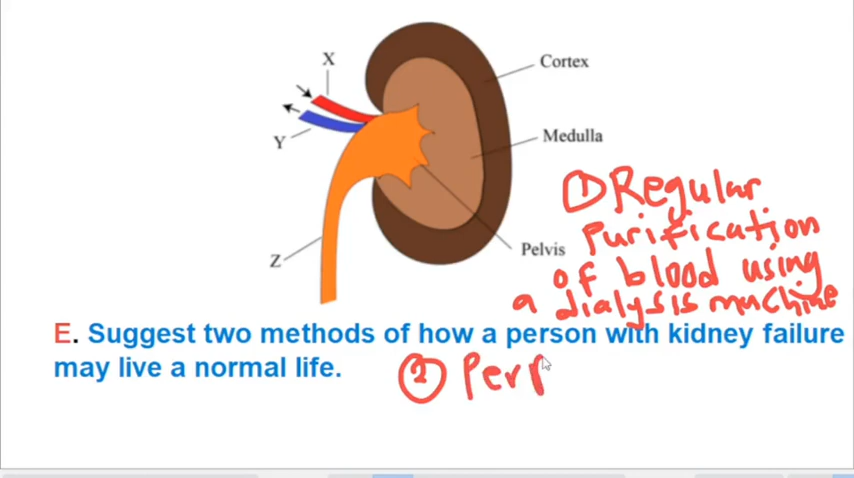 X
Cortex
Y
Medulla
① Regular
Purification
Pelvis
of blood using
Z
a dialysis machine
E. Suggest two methods of how a person with kidney failure
may live a normal life.
② Perp